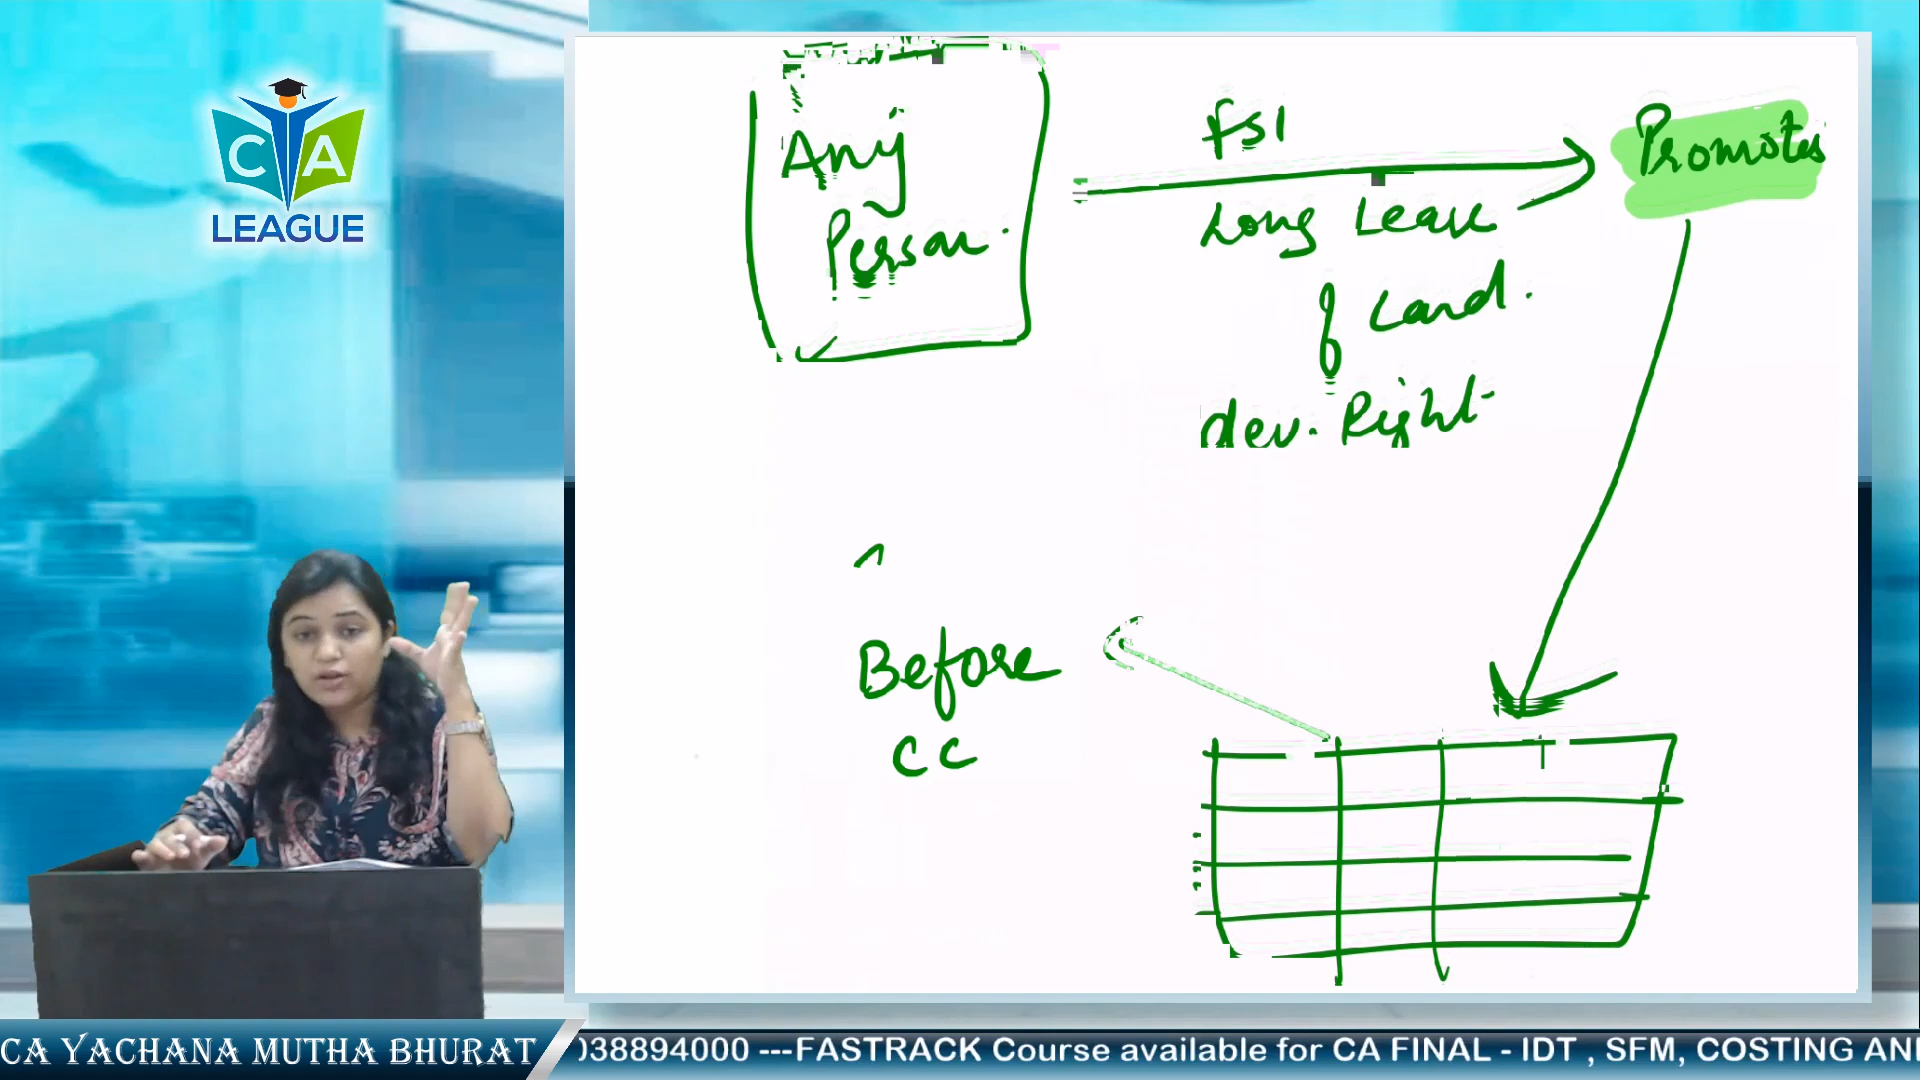 CA
LEAGUE
Any
Person.
FSI
Long Lease
of Land.
dev. Right
Promoter
Before
CC
CA YACHANA MUTHA BHURAT
038894000 ---FASTRACK Course available for CA FINAL - IDT , SFM, COSTING AN